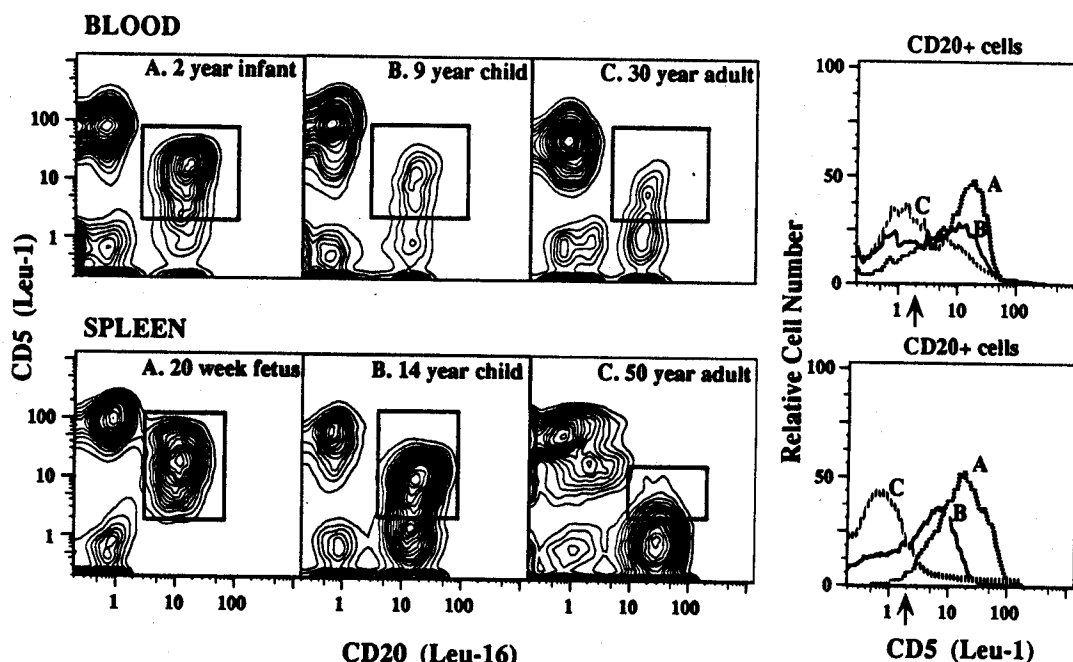 BLOOD
A. 2 year infant
B. 9 year child
C. 30 year adult
100
10
1
SPLEEN
A. 20 week fetus
B. 14 year child
C. 50 year adult
100
10
1
1 10 100
1 10 100
1 10 100
CD5 (Leu-1)
CD20 (Leu-16)
CD20+ cells
100
50
0
A
B
C
1 10 100
CD20+ cells
100
50
0
A
B
C
1 10 100
Relative Cell Number
CD5 (Leu-1)